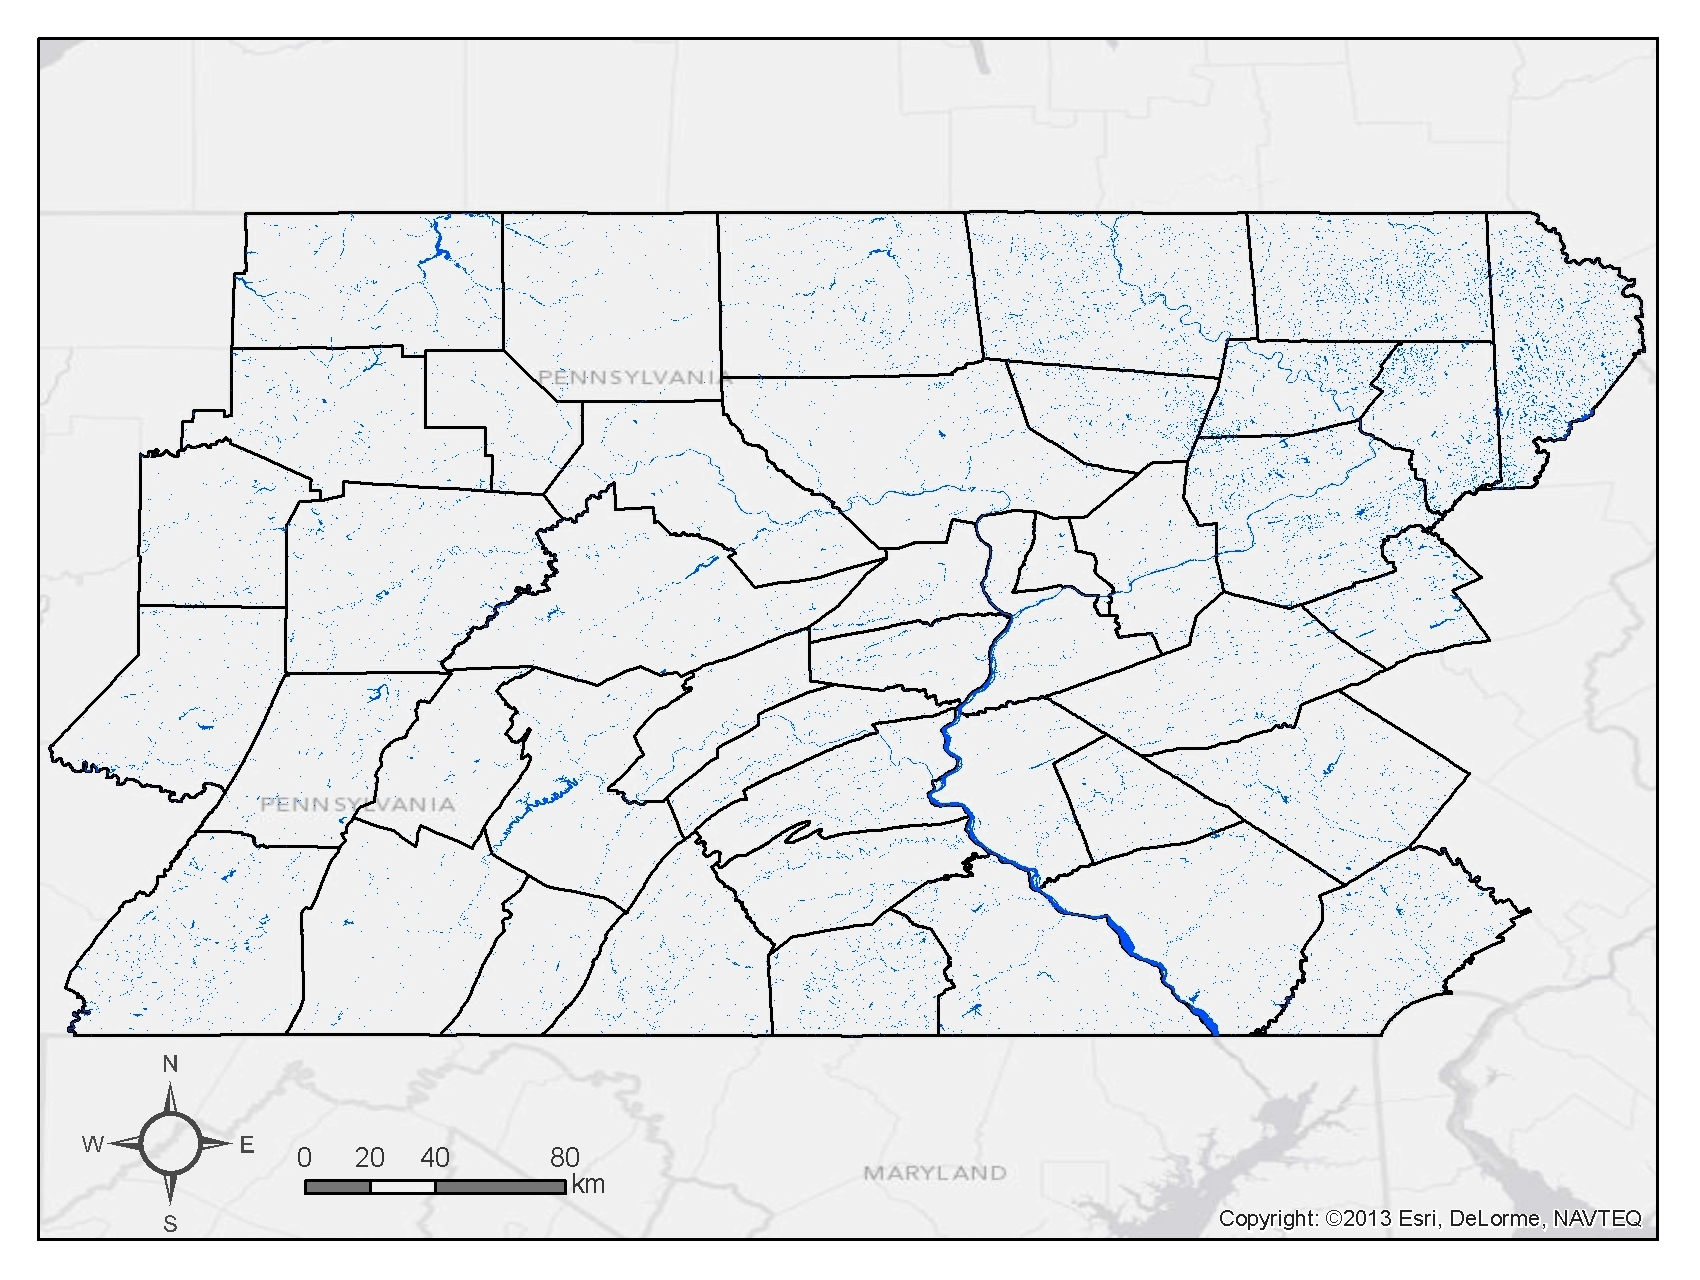 PENNSYLVANIA
PENNSYLVANIA
N
W E
S
0 20 40 80
km
MARYLAND
Copyright: ©2013 Esri, DeLorme, NAVTEQ